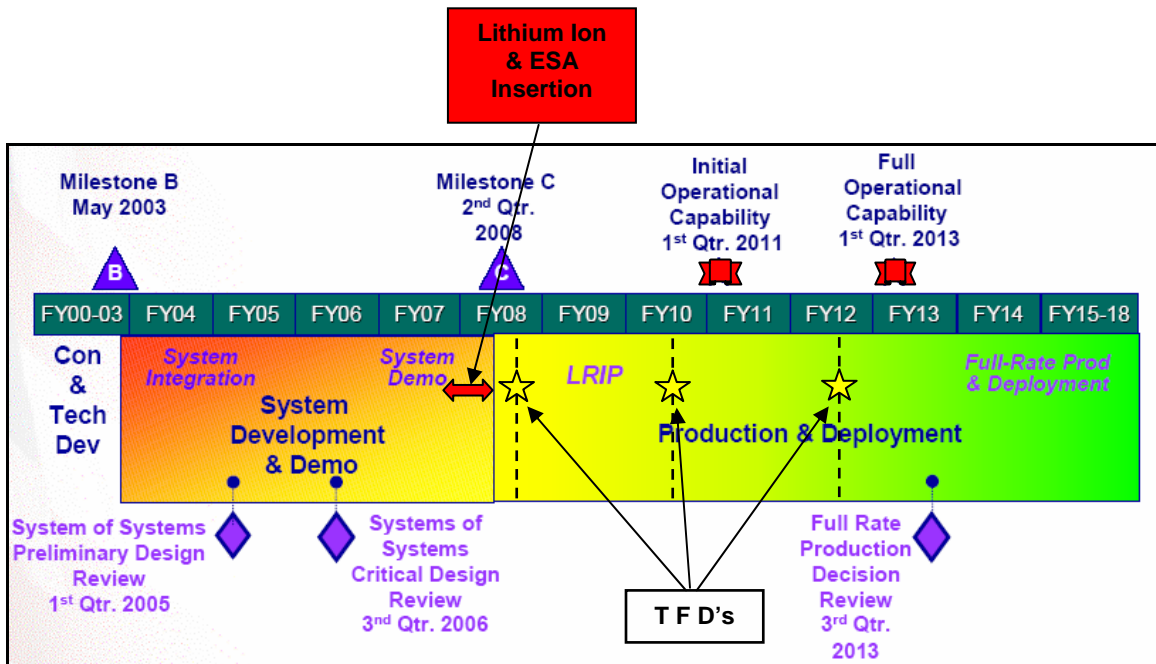 Lithium Ion
& ESA
Insertion
Milestone B
May 2003
Milestone C
2nd Qtr.
2008
Initial
Operational
Capability
1st Qtr. 2011
Full
Operational
Capability
1st Qtr. 2013
B
C
FY00-03 FY04 FY05 FY06 FY07 FY08 FY09 FY10 FY11 FY12 FY13 FY14 FY15-18
Con
&
Tech
Dev
System
Integration
System
Demo
System
Development
& Demo
LRIP
Full-Rate Prod
& Deployment
Production & Deployment
System of Systems
Preliminary Design
Review
1st Qtr. 2005
Systems of
Systems
Critical Design
Review
3nd Qtr. 2006
T F D's
Full Rate
Production
Decision
Review
3rd Qtr.
2013